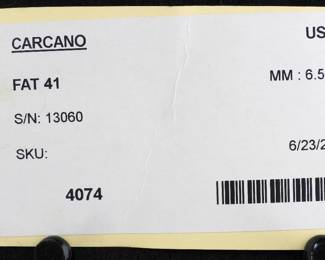 CARCANO US
FAT 41 MM : 6.5
S/N: 13060
SKU: 6/23/2
4074